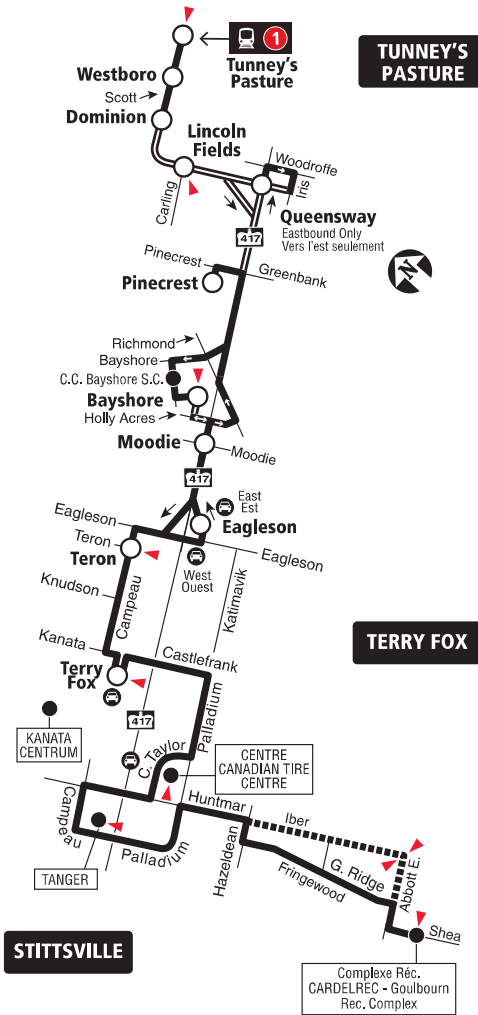 1
Tunney's
Pasture
TUNNEY'S
PASTURE
Westboro
Scott
Dominion
Lincoln
Fields
Woodroffe
Iris
Carling
Queensway
Eastbound Only
Vers l'est seulement
417
N
Pinecrest
Greenbank
Pinecrest
Richmond
Bayshore
C.C. Bayshore S.C.
Bayshore
Holly Acres
Moodie
Moodie
417
East
Est
Eagleson
Eagleson
Teron
Teron
Eagleson
West
Ouest
Katimavik
Knudson
Campeau
Kanata
Castlefrank
TERRY FOX
Terry
Fox
417
Palladium
KANATA
CENTRUM
C. Taylor
CENTRE
CANADIAN TIRE
CENTRE
Huntmar
Campeau
Palladium
TANGER
Hazeldean
Iber
G. Ridge
Fringewood
Abbott E.
Shea
STITTSVILLE
Complexe Réc.
CARDELREC - Goulbourn
Rec. Complex